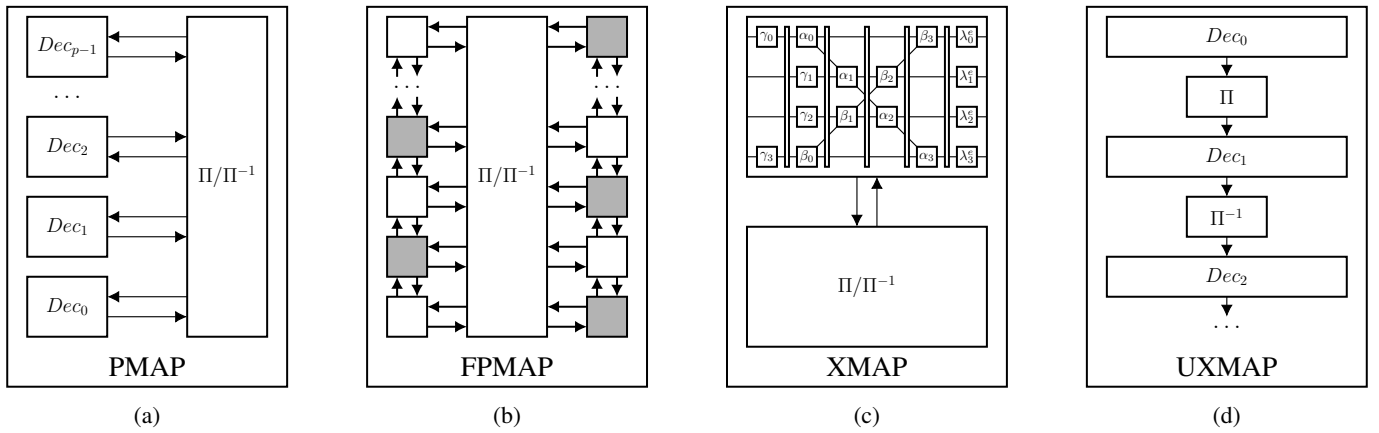 Dec_{p−1}
...
Dec_2
Dec_1
Dec_0
Π/Π^{−1}
PMAP
(a)
...
Π/Π^{−1}
...
FPMAP
(b)
γ_0 α_0 β_3 λ_0^e
γ_1 α_1 β_2 λ_1^e
γ_2 β_1 α_2 λ_2^e
γ_3 β_0 α_3 λ_3^e
Π/Π^{−1}
XMAP
(c)
Dec_0
Π
Dec_1
Π^{−1}
Dec_2
...
UXMAP
(d)